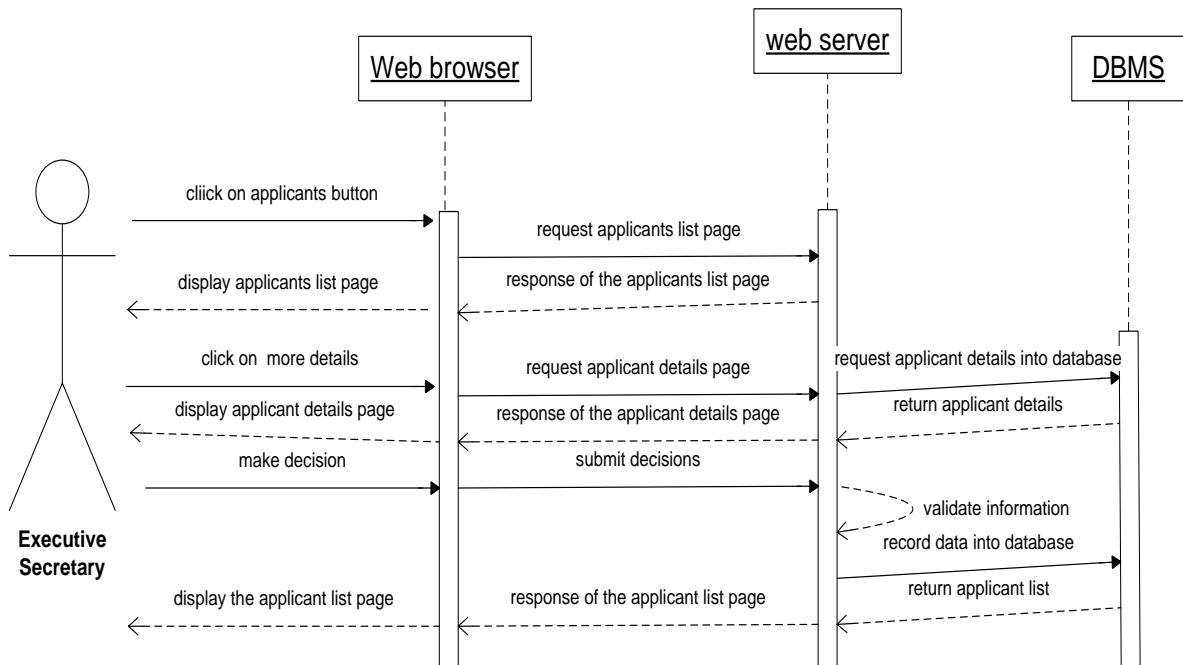 web server
Web browser
DBMS
cliick on applicants button
request applicants list page
display applicants list page
response of the applicants list page
click on more details
request applicant details page
request applicant details into database
display applicant details page
response of the applicant details page
return applicant details
make decision
submit decisions
validate information
Executive
Secretary
record data into database
return applicant list
display the applicant list page
response of the applicant list page